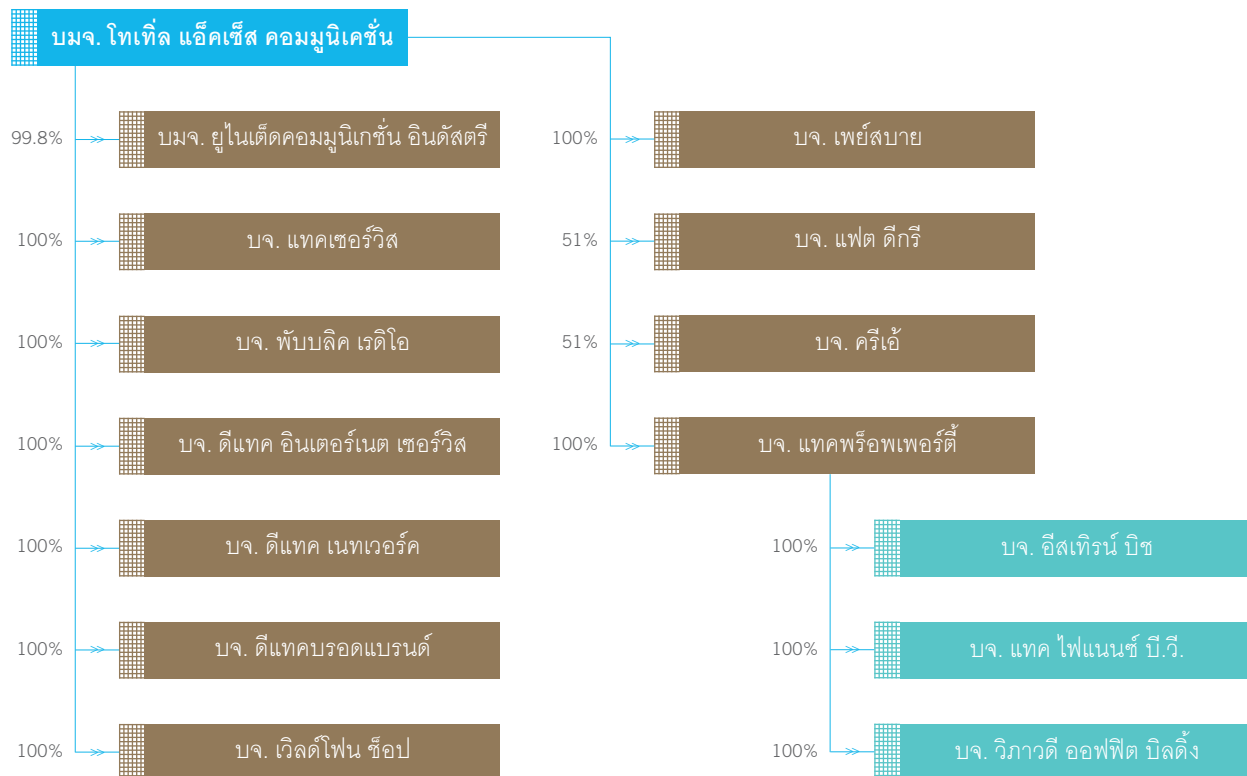 บมจ. โทเทิ่ล แอ็คเซ็ส คอมมูนิเคชั่น
99.8%
บมจ. ยูไนเต็ดคอมมูนิเกชั่น อินดัสตรี
100%
บจ. แทคเซอร์วิส
100%
บจ. พับบลิค เรดิโอ
100%
บจ. ดีแทค อินเตอร์เนต เซอร์วิส
100%
บจ. ดีแทค เนทเวอร์ค
100%
บจ. ดีแทคบรอดแบรนด์
100%
บจ. เวิลด์โฟน ช็อป
100%
บจ. เพย์สบาย
51%
บจ. แฟต ดีกรี
51%
บจ. ครีเอ้
100%
บจ. แทคพร็อพเพอร์ตี้
100%
บจ. อีสเทิรน์ บิช
100%
บจ. แทค ไฟแนนซ์ บี.วี.
100%
บจ. วิภาวดี ออฟฟิต บิลดิ้ง